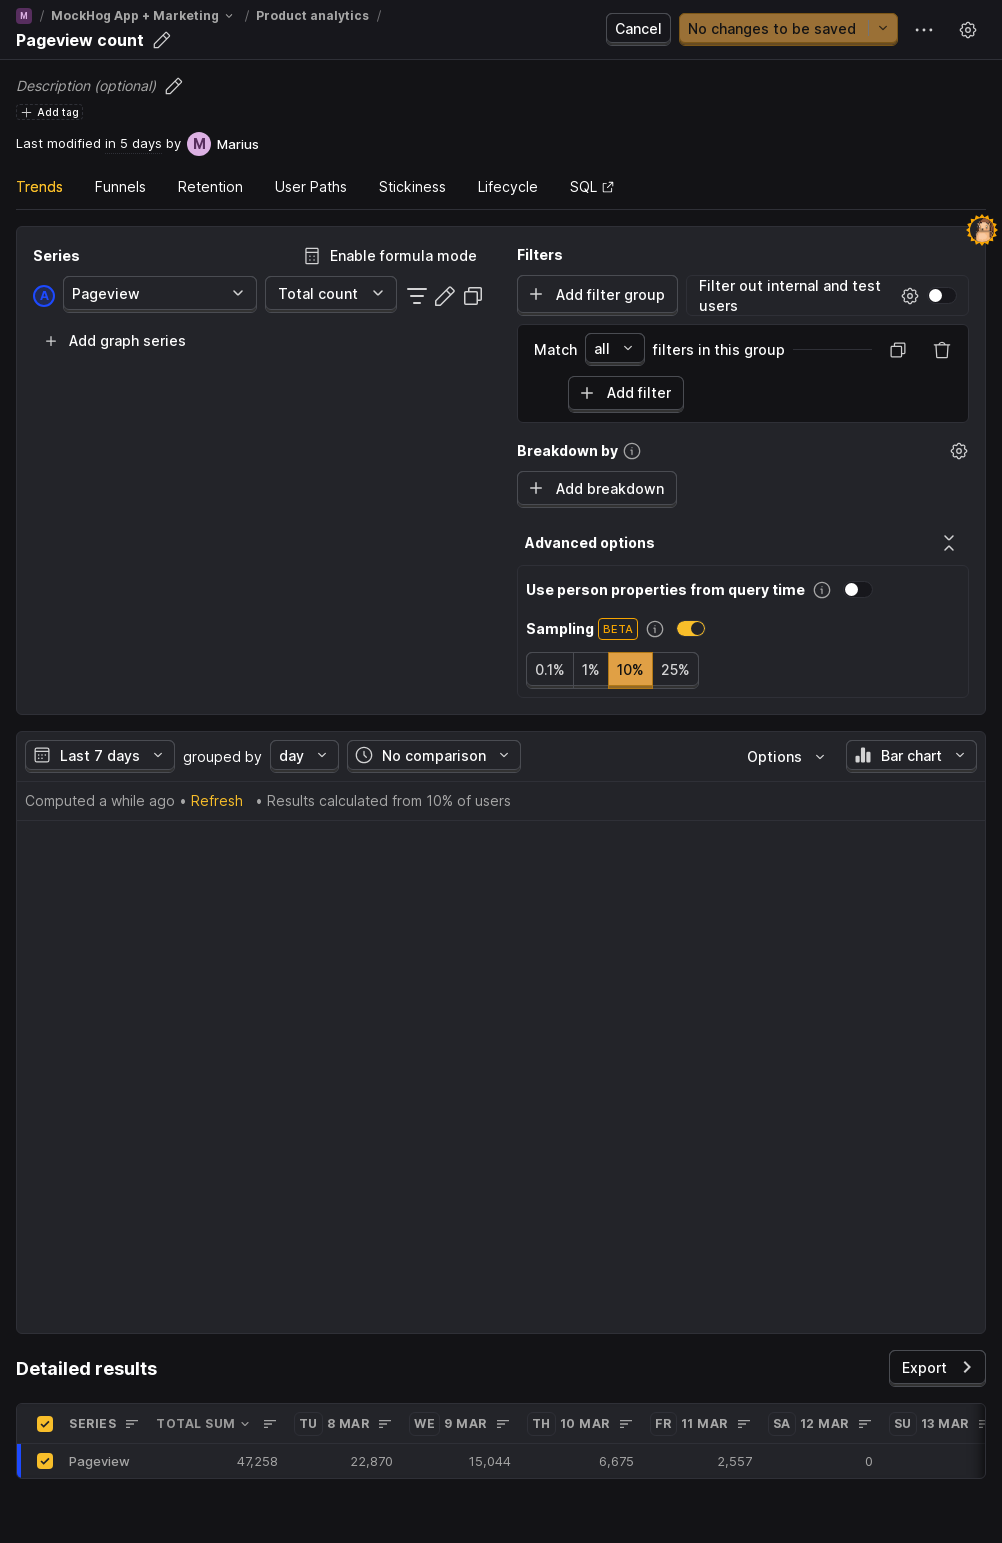 M / MockHog App + Marketing / Product analytics /
Pageview count
Cancel
No changes to be saved
Description (optional)
Add tag
Last modified in 5 days by M Marius
Trends Funnels Retention User Paths Stickiness Lifecycle SQL
Series
Enable formula mode
A Pageview Total count
Add graph series
Filters
Add filter group
Filter out internal and test
users
Match all filters in this group
Add filter
Breakdown by
Add breakdown
Advanced options
Use person properties from query time
Sampling BETA
0.1% 1% 10% 25%
Last 7 days grouped by day No comparison Options Bar chart
Computed a while ago • Refresh • Results calculated from 10% of users
Detailed results
Export
SERIES TOTAL SUM TU 8 MAR WE 9 MAR TH 10 MAR FR 11 MAR SA 12 MAR SU 13 MAR
Pageview 47,258 22,870 15,044 6,675 2,557 0